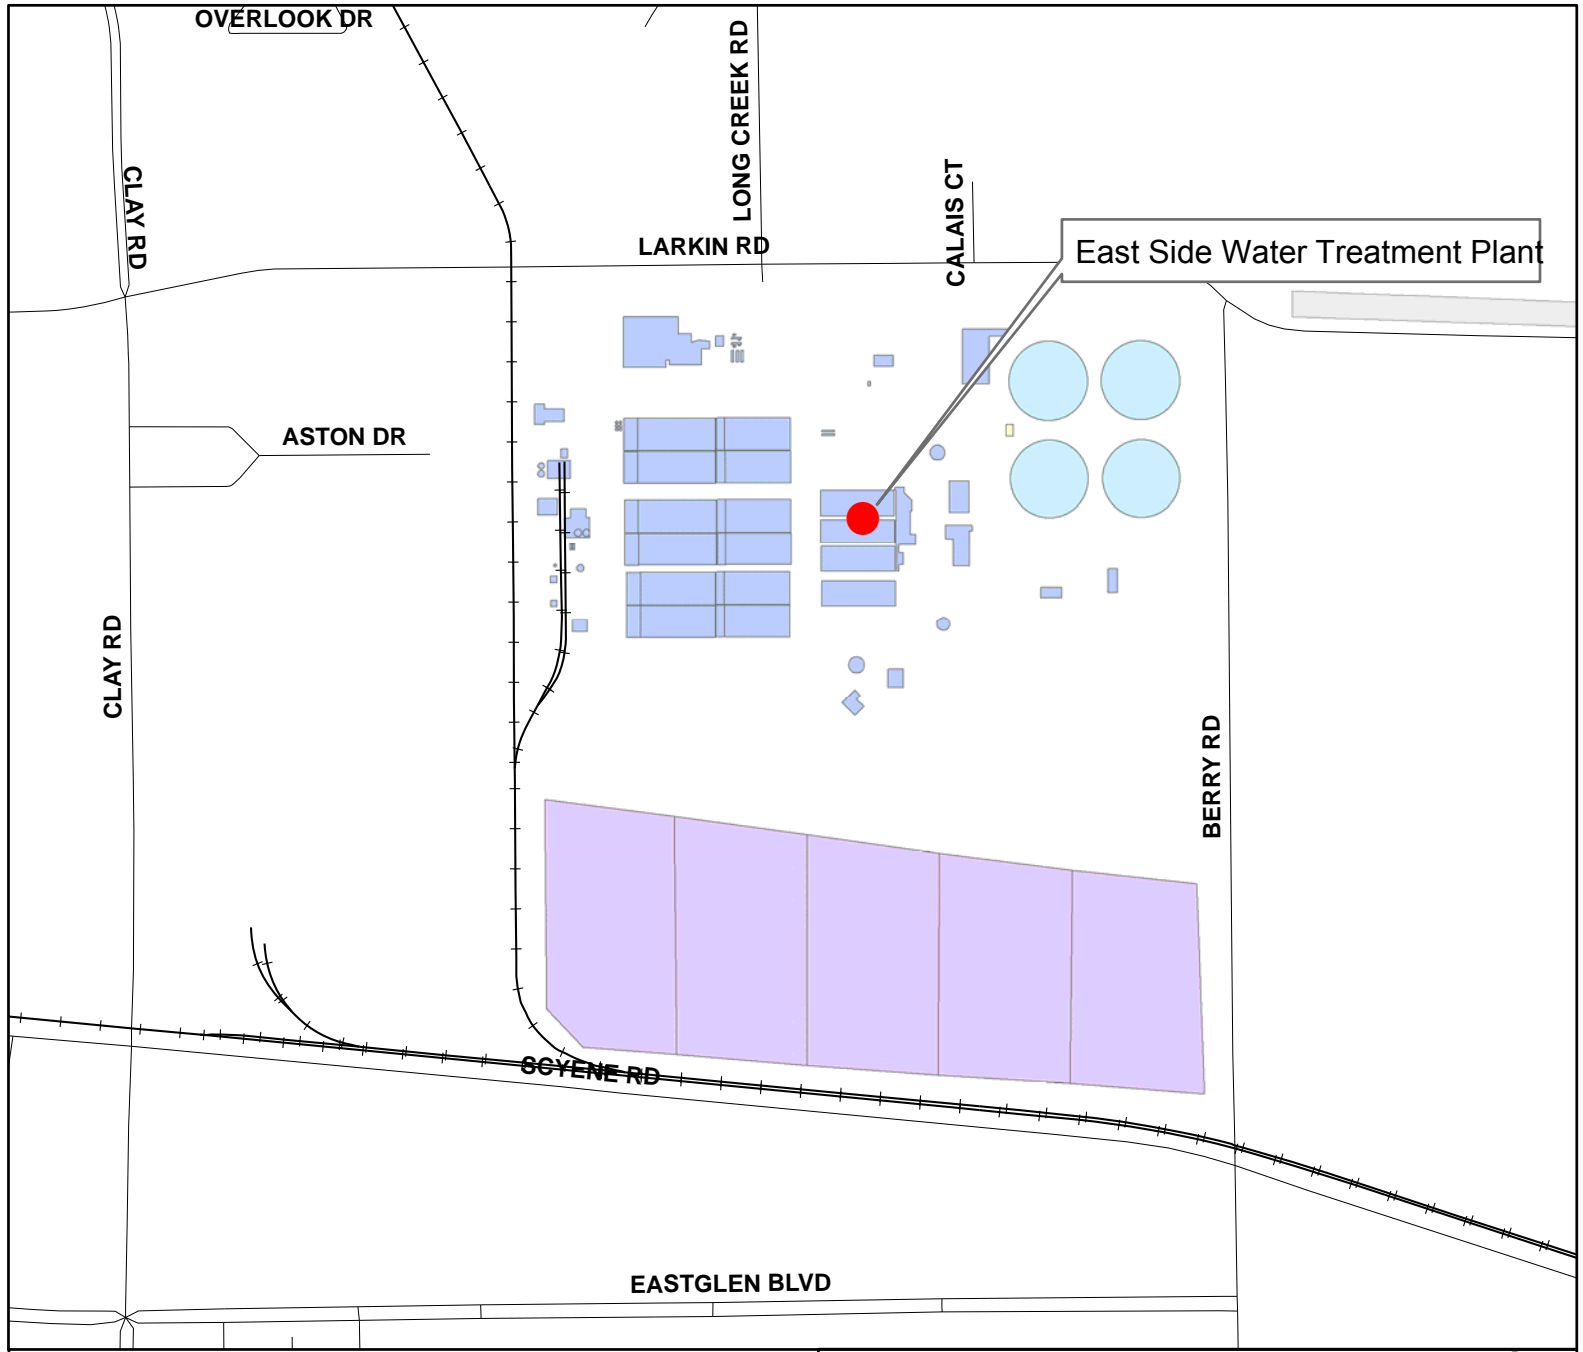 OVERLOOK DR
LONG CREEK RD
CLAY RD
CALAIS CT
LARKIN RD
East Side Water Treatment Plant
ASTON DR
CLAY RD
BERRY RD
SCYENE RD
EASTGLEN BLVD